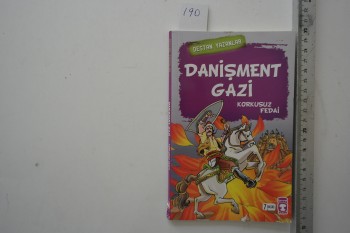 190
DESTAN YAZANLAR
DANİŞMENT
GAZİ
KORKUSUZ
FEDAİ